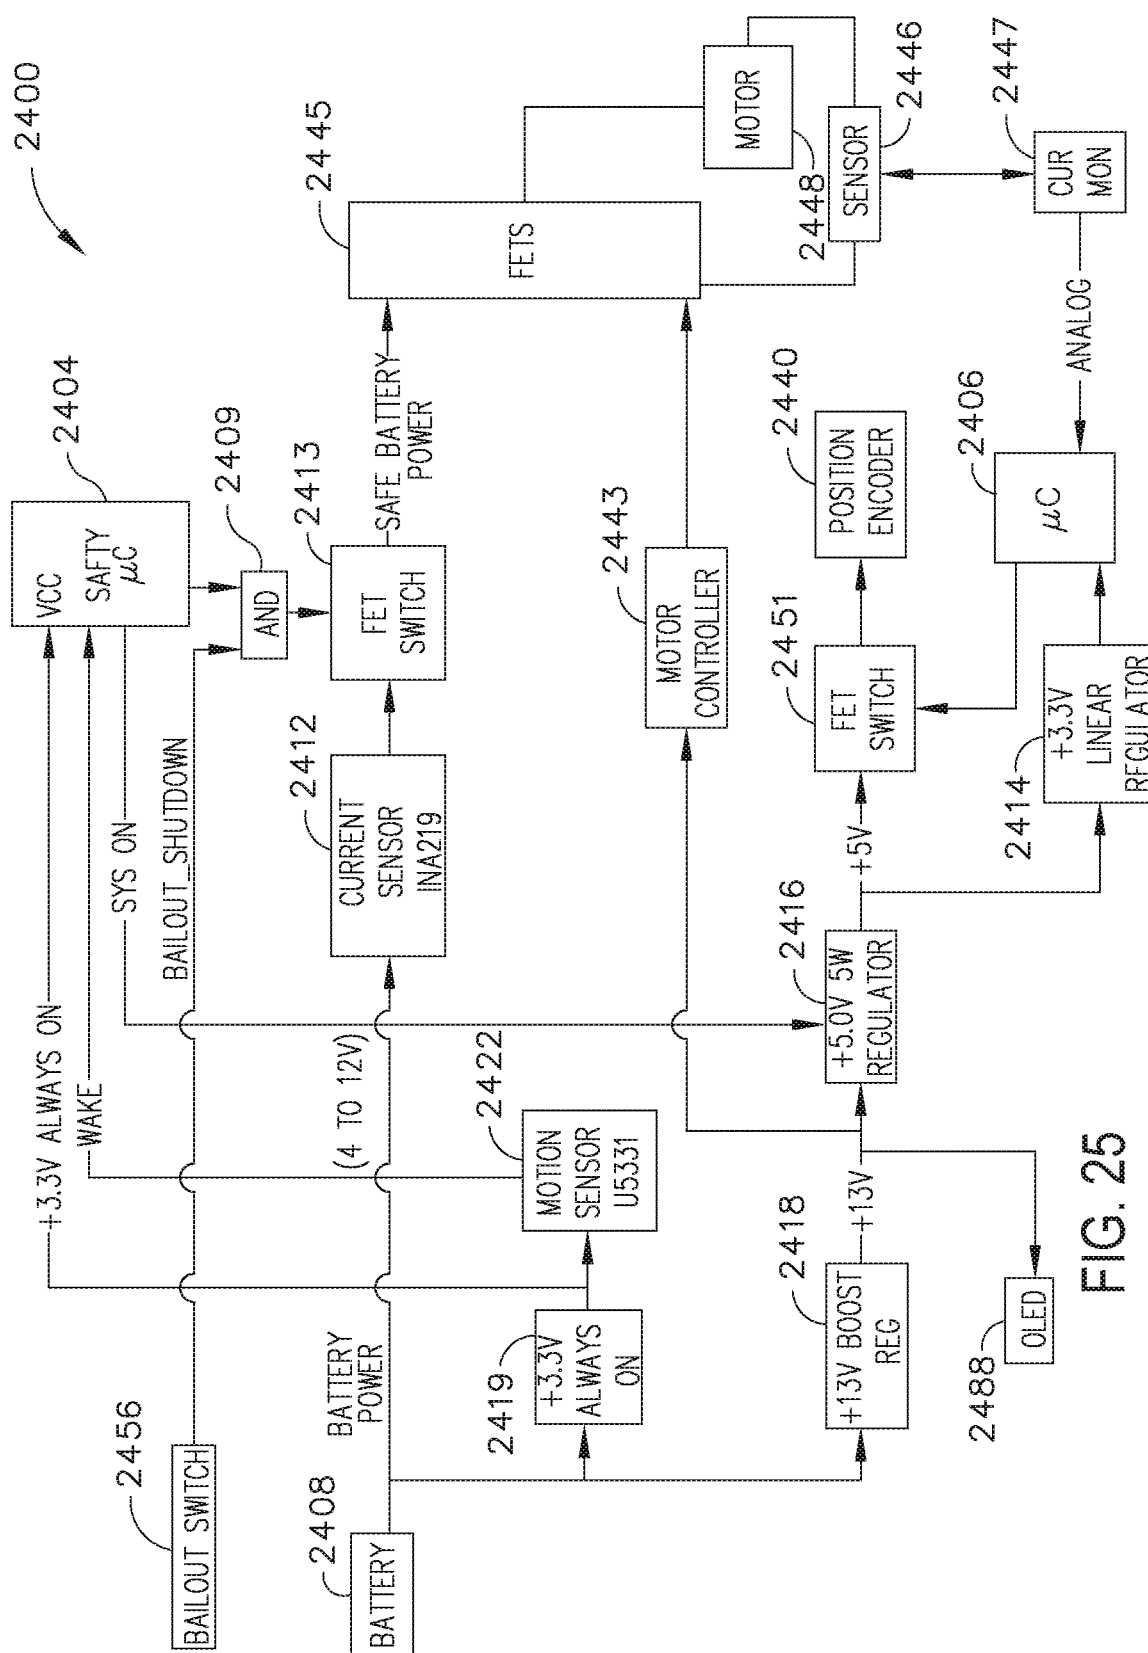 2400
2456
BAILOUT SWITCH
2408
BATTERY
BATTERY
POWER
(4 TO 12V)
+3.3V ALWAYS ON
WAKE
SYS ON
BAILOUT_SHUTDOWN
2404
VCC
SAFTY
μC
2409
AND
2412
CURRENT
SENSOR
INA219
2413
FET
SWITCH
SAFE BATTERY
POWER
2445
FETS
MOTOR
2448
2446
SENSOR
2447
CUR
MON
ANALOG
2419
+3.3V
ALWAYS
ON
2422
MOTION
SENSOR
U5331
2443
MOTOR
CONTROLLER
2418
+13V BOOST
REG
+13V
2416
+5.0V 5W
REGULATOR
+5V
2451
FET
SWITCH
2440
POSITION
ENCODER
2406
μC
2414
+3.3V
LINEAR
REGULATOR
2488
OLED
FIG. 25